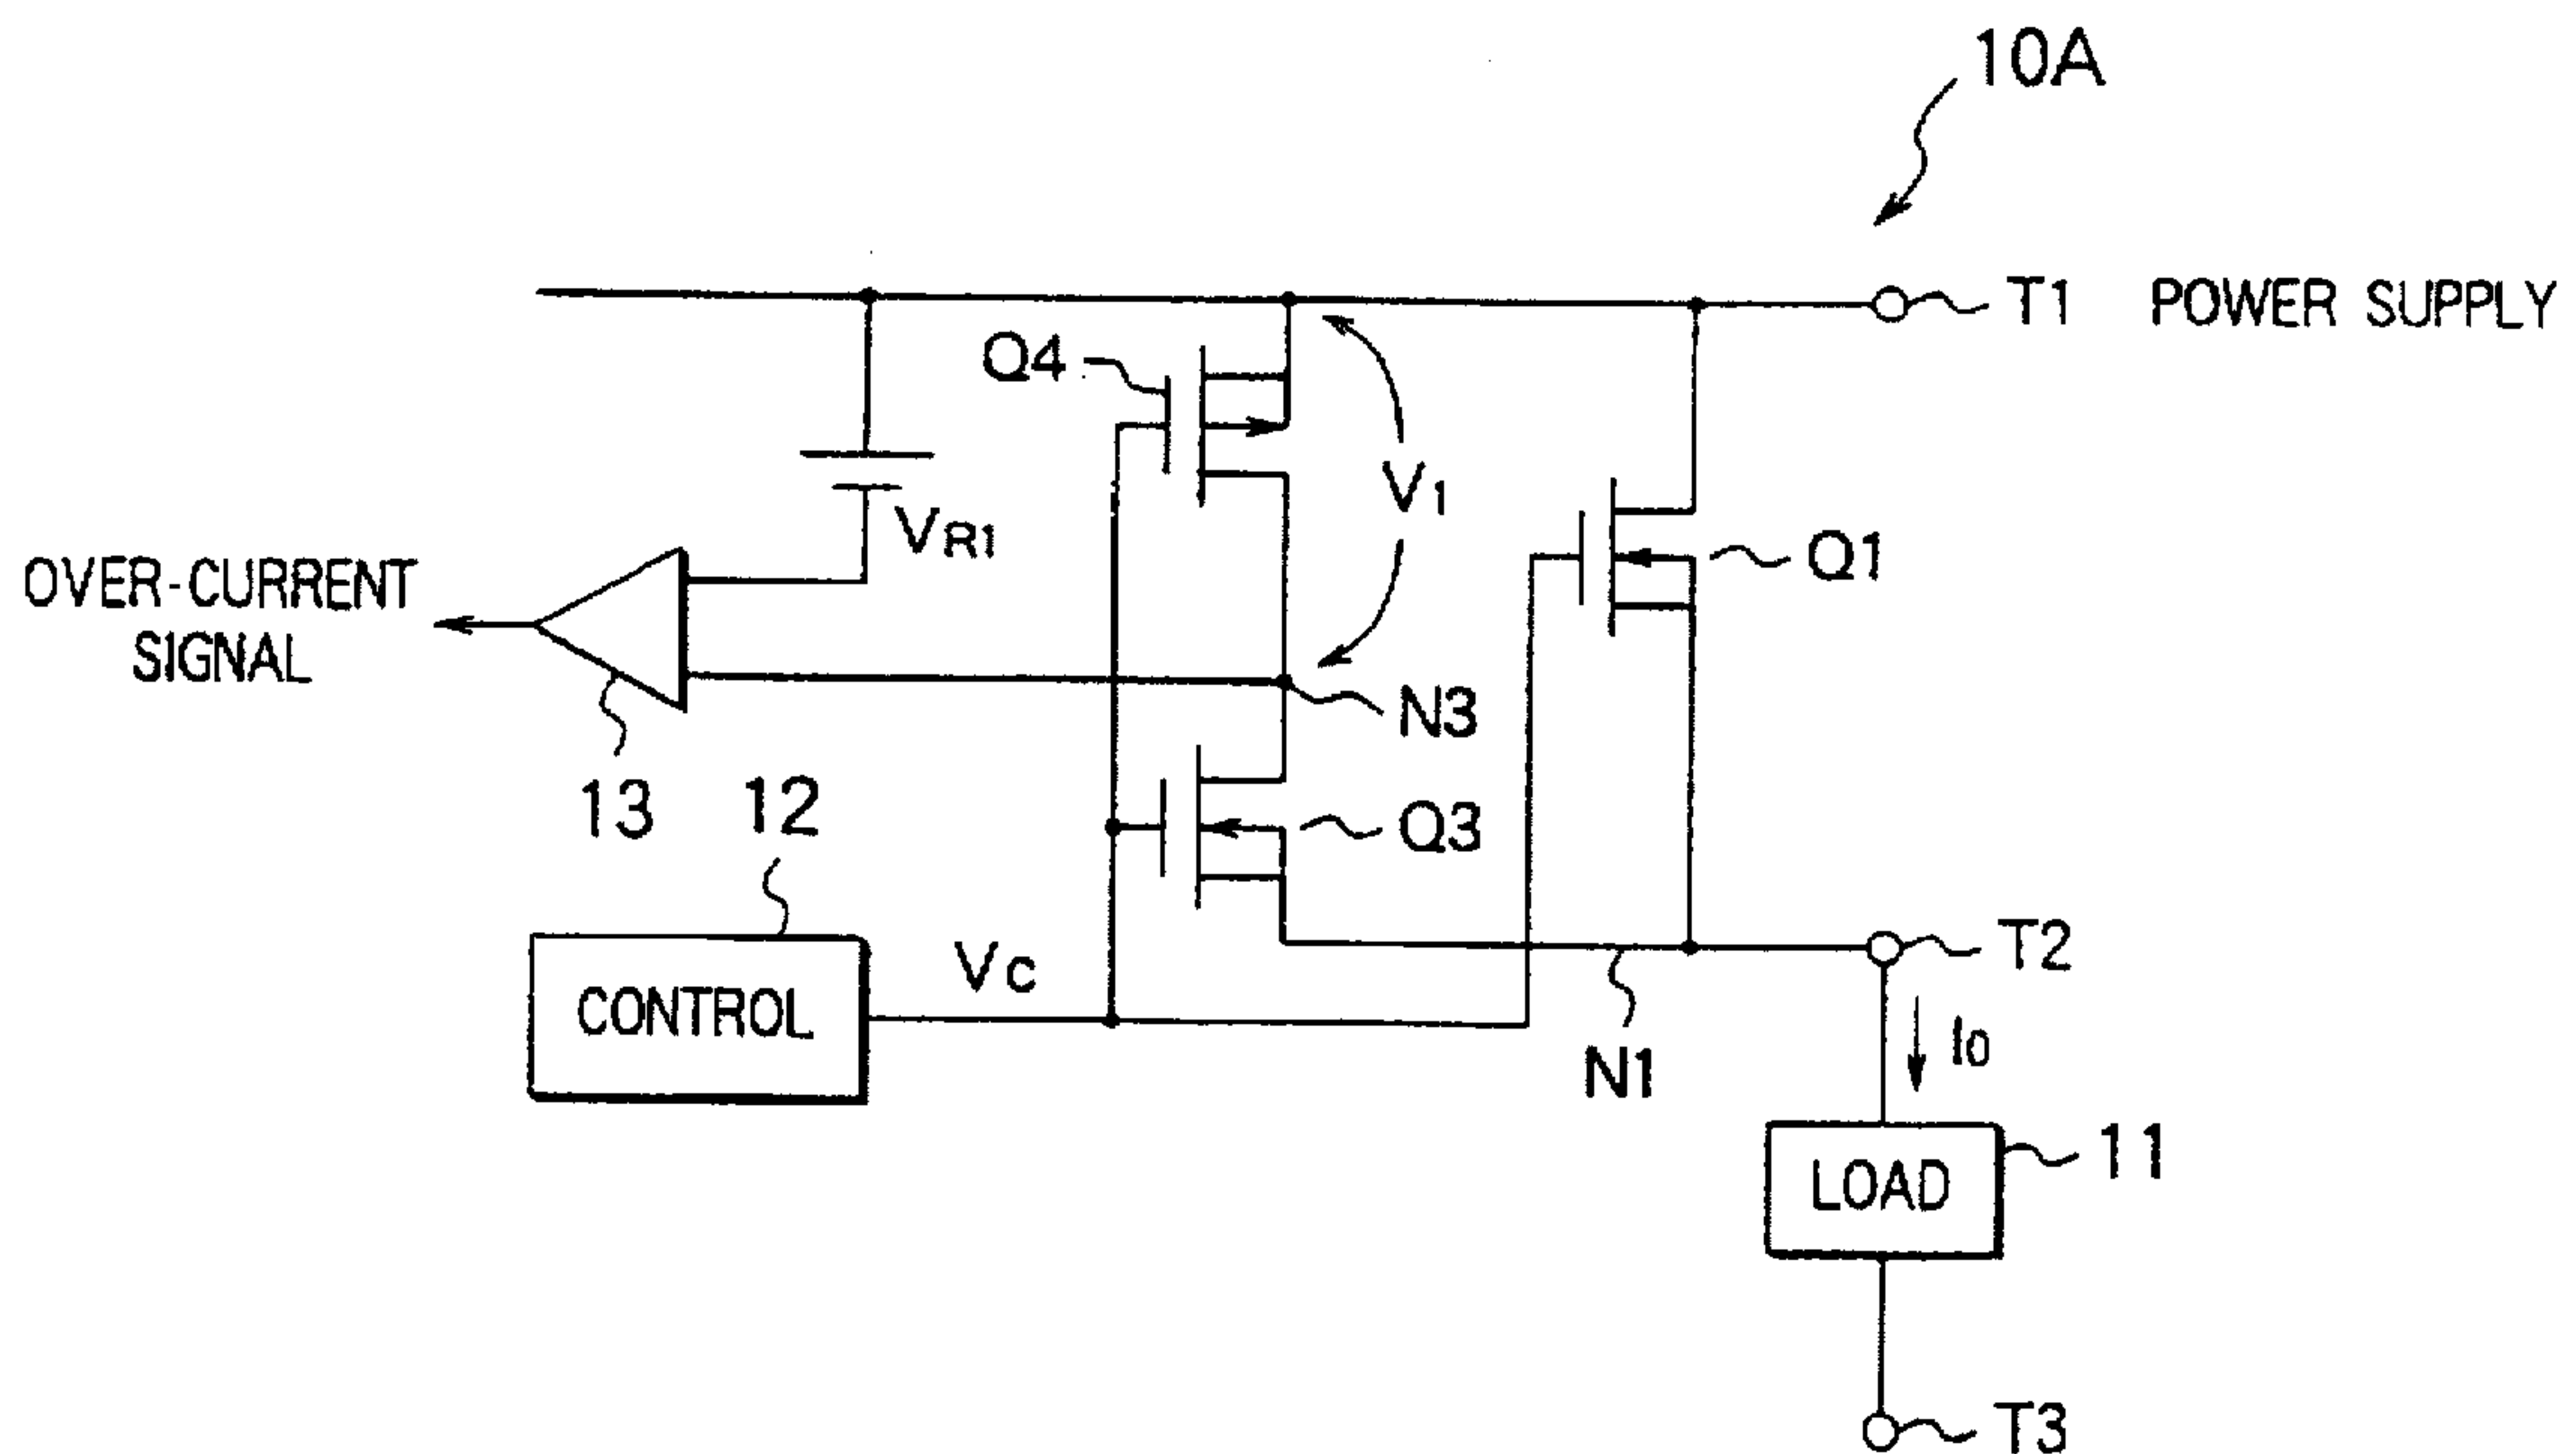 10A
T1 POWER SUPPLY
Q4
V1
VR1
Q1
OVER-CURRENT
SIGNAL
N3
13
12
Q3
VC
T2
CONTROL
I0
N1
11
LOAD
T3